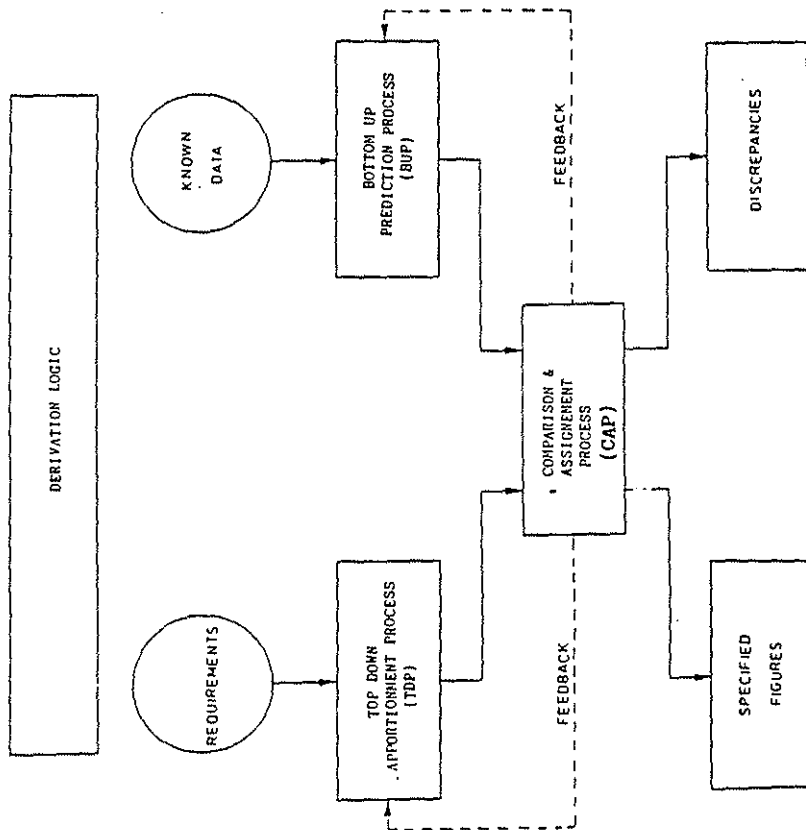 DERIVATION LOGIC
REQUIREMENTS
KNOWN
DATA
TOP DOWN
APPORTIONMENT PROCESS
(TDP)
BOTTOM UP
PREDICTION PROCESS
(BUP)
FEEDBACK
FEEDBACK
COMPARISON &
ASSIGNEMENT
PROCESS
(CAP)
SPECIFIED
FIGURES
DISCREPANCIES